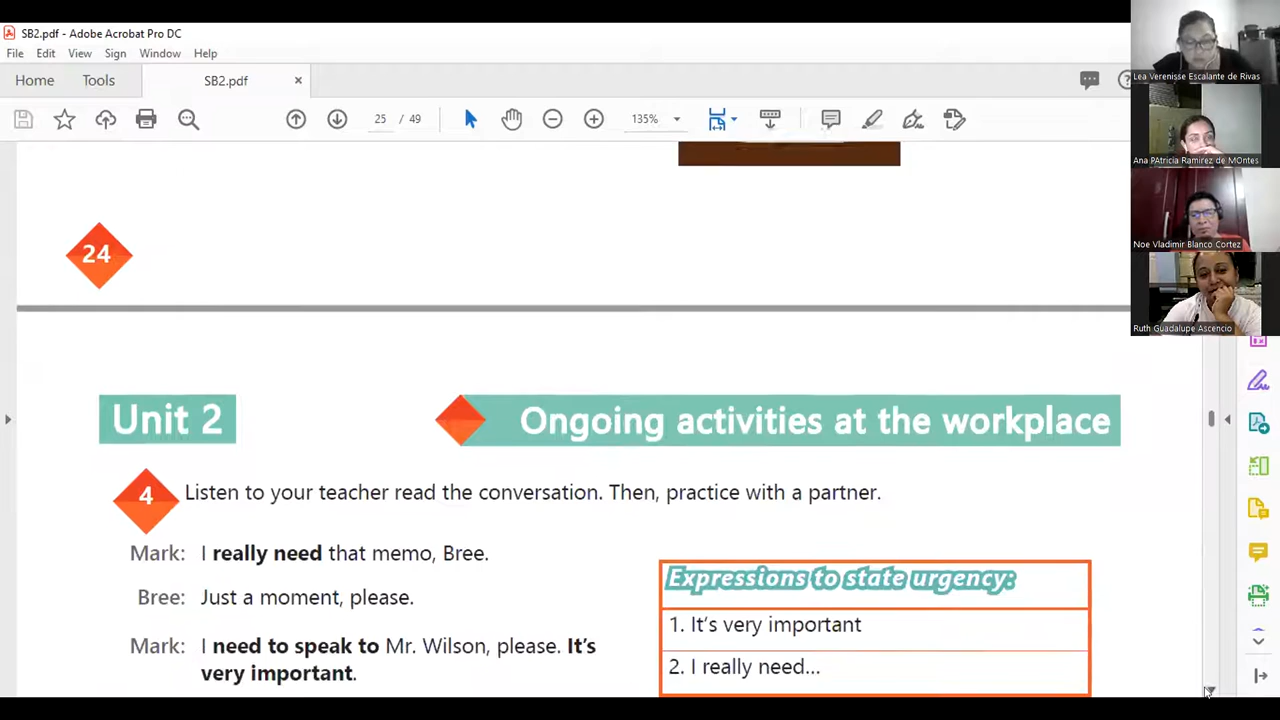 SB2.pdf - Adobe Acrobat Pro DC
File Edit View Sign Window Help
Home Tools SB2.pdf ×
25 / 49 135%
24
Unit 2 Ongoing activities at the workplace
4 Listen to your teacher read the conversation. Then, practice with a partner.
Mark: I really need that memo, Bree.
Bree: Just a moment, please.
Mark: I need to speak to Mr. Wilson, please. It's
very important.
Expressions to state urgency:
1. It's very important
2. I really need...
Lea Verenisse Escalante de Rivas
Ana PAtricia Ramirez de MOntes
Noe Vladimir Blanco Cortez
Ruth Guadalupe Ascencio